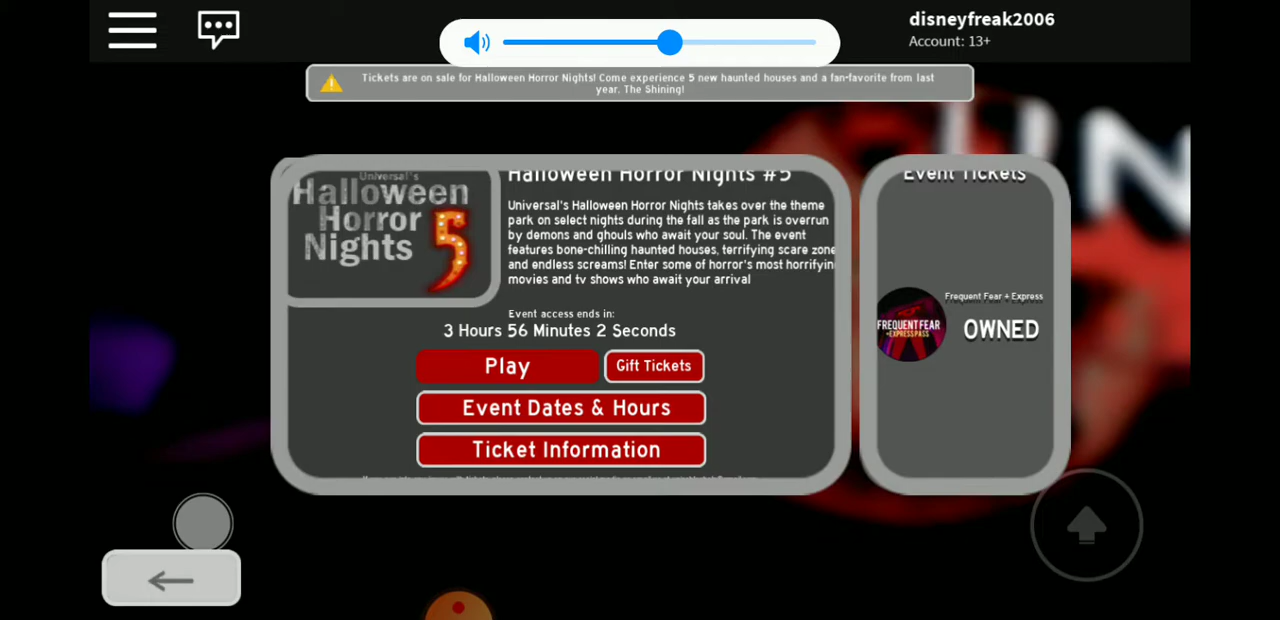 disneyfreak2006
Account: 13+
Tickets are on sale for Halloween Horror Nights! Come experience 5 new haunted houses and a fan-favorite from last
year, The Shining!
Universal's
Halloween
Horror
Nights 5
Halloween Horror Nights #5
Universal's Halloween Horror Nights takes over the theme
park on select nights during the fall as the park is overrun
by demons and ghouls who await your soul. The event
features bone-chilling haunted houses, terrifying scare zone
and endless screams! Enter some of horror's most horrifyin
movies and tv shows who await your arrival
Event access ends in:
3 Hours 56 Minutes 2 Seconds
Play
Gift Tickets
Event Dates & Hours
Ticket Information
Event Tickets
FREQUENT FEAR
+EXPRESS PASS
Frequent Fear + Express
OWNED
UN